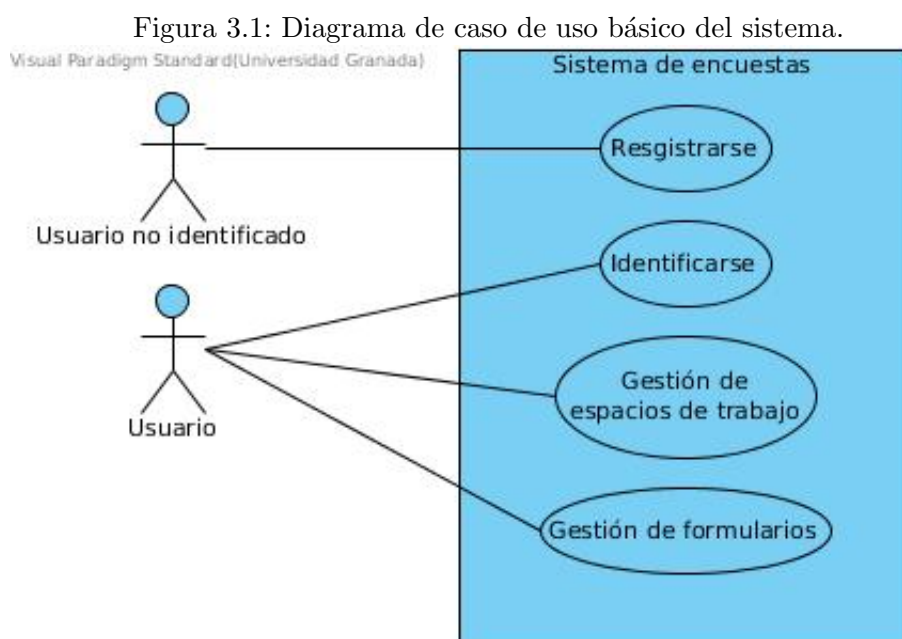 Figura 3.1: Diagrama de caso de uso básico del sistema.
Visual Paradigm Standard(Universidad Granada)
Sistema de encuestas
Resgistrarse
Usuario no identificado
Identificarse
Gestión de
espacios de trabajo
Usuario
Gestión de formularios